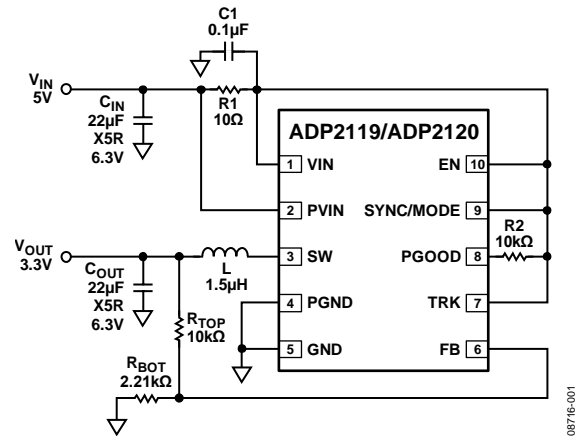 C1
0.1µF
VIN
5V
CIN
22µF
X5R
6.3V
R1
10Ω
ADP2119/ADP2120
1 VIN
EN 10
2 PVIN
SYNC/MODE 9
R2
10kΩ
VOUT
3.3V
COUT
22µF
X5R
6.3V
L
1.5µH
3 SW
PGOOD 8
4 PGND
TRK 7
RTOP
10kΩ
5 GND
FB 6
RBOT
2.21kΩ
08716-001